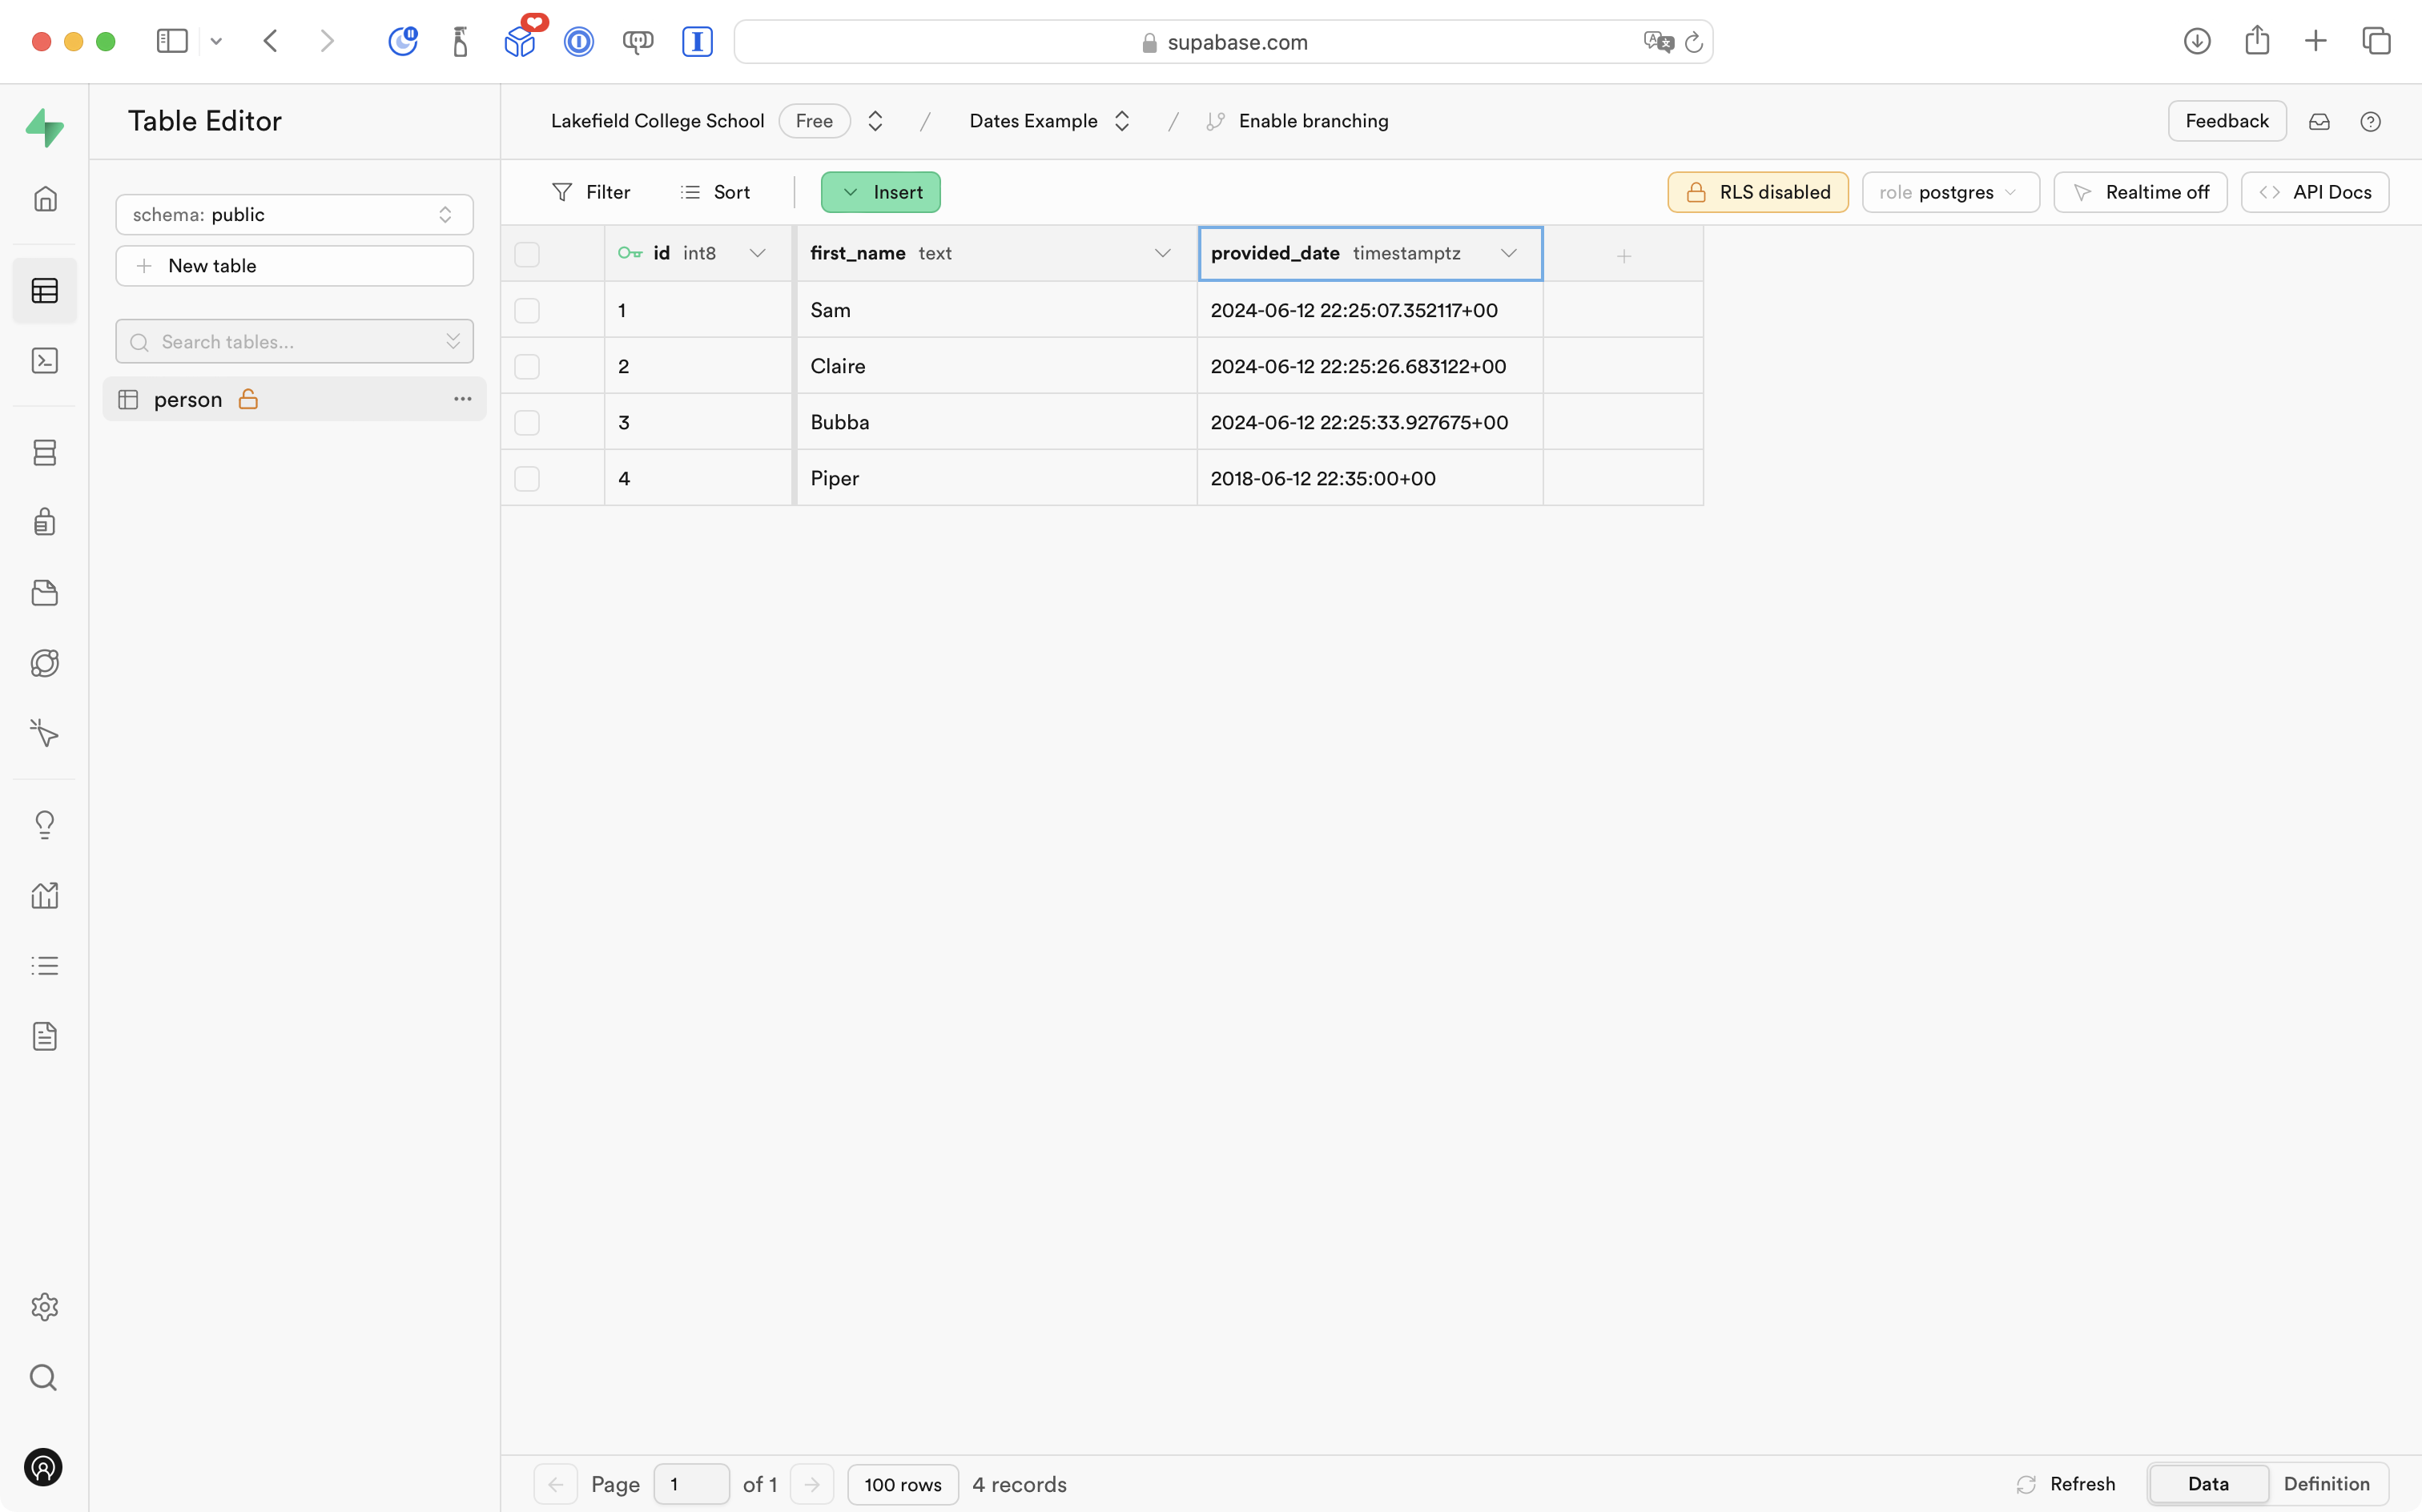 supabase.com
Table Editor
Lakefield College School Free / Dates Example / Enable branching
Feedback
schema: public
New table
Search tables...
person
Filter Sort Insert
RLS disabled role postgres Realtime off API Docs
id int8 first_name text provided_date timestamptz
1 Sam 2024-06-12 22:25:07.352117+00
2 Claire 2024-06-12 22:25:26.683122+00
3 Bubba 2024-06-12 22:25:33.927675+00
4 Piper 2018-06-12 22:35:00+00
Page 1 of 1 100 rows 4 records
Refresh Data Definition